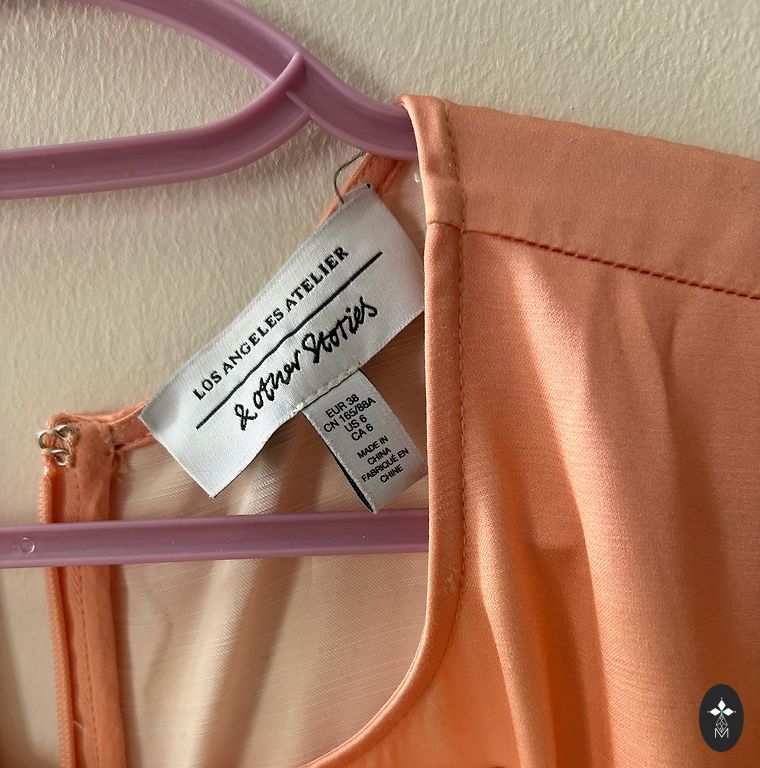 LOS ANGELES ATELIER
& other Stories
EUR 38
CN 165/88A
US 6
CA 6
MADE IN
CHINA
FABRIQUÉ EN
CHINE
M